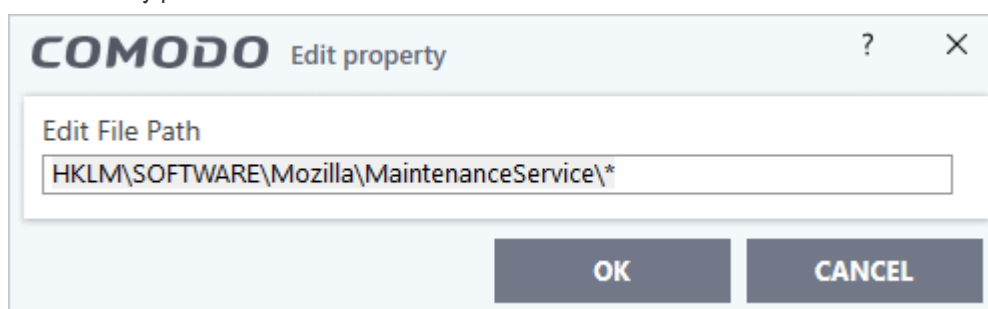 COMODO Edit property ? ×
Edit File Path
HKLM\SOFTWARE\Mozilla\MaintenanceService\*
OK CANCEL